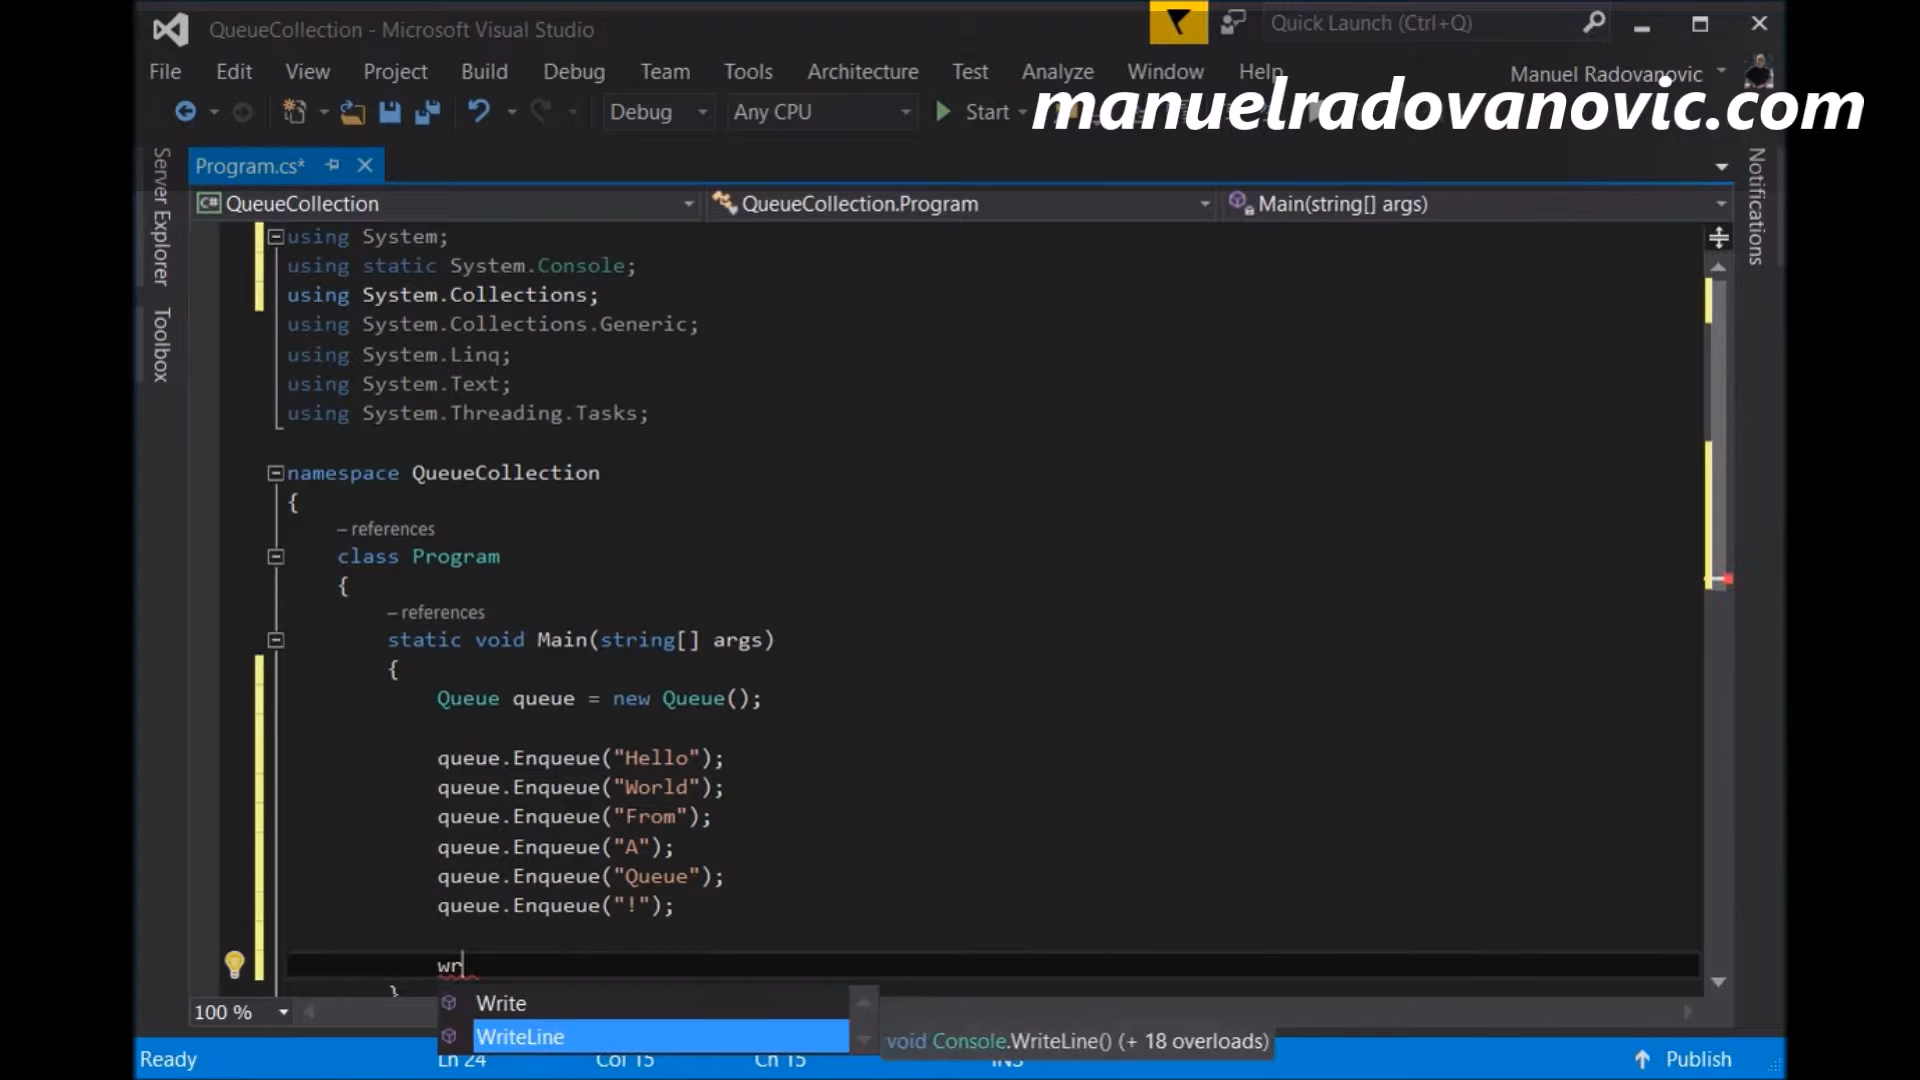 QueueCollection - Microsoft Visual Studio
Quick Launch (Ctrl+Q)
File Edit View Project Build Debug Team Tools Architecture Test Analyze Window Help
Manuel Radovanovic
Debug Any CPU Start
manuelradovanovic.com
Server Explorer
Toolbox
Notifications
Program.cs*
C# QueueCollection QueueCollection.Program Main(string[] args)
using System;
using static System.Console;
using System.Collections;
using System.Collections.Generic;
using System.Linq;
using System.Text;
using System.Threading.Tasks;
namespace QueueCollection
{
– references
class Program
{
– references
static void Main(string[] args)
{
Queue queue = new Queue();
queue.Enqueue("Hello");
queue.Enqueue("World");
queue.Enqueue("From");
queue.Enqueue("A");
queue.Enqueue("Queue");
queue.Enqueue("!");
wr
}
100 %
Write
WriteLine
void Console.WriteLine() (+ 18 overloads)
Ready Ln 24 Col 15 Ch 15 INS Publish